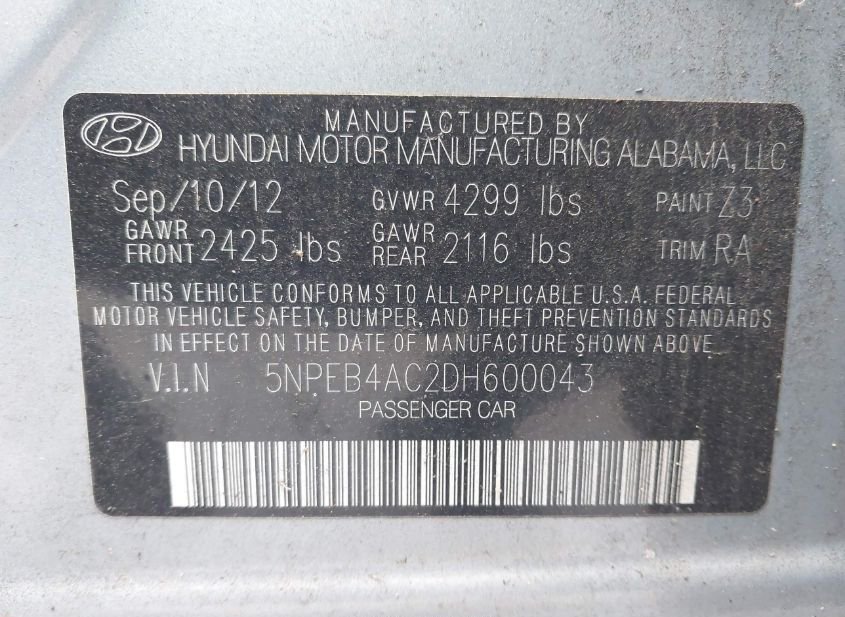 MANUFACTURED BY
HYUNDAI MOTOR MANUFACTURING ALABAMA, LLC
Sep/10/12 GVWR 4299 lbs PAINT Z3
GAWR FRONT 2425 lbs GAWR REAR 2116 lbs TRIM RA
THIS VEHICLE CONFORMS TO ALL APPLICABLE U.S.A. FEDERAL
MOTOR VEHICLE SAFETY, BUMPER, AND THEFT PREVENTION STANDARDS
IN EFFECT ON THE DATE OF MANUFACTURE SHOWN ABOVE
V.I.N 5NPEB4AC2DH600043
PASSENGER CAR